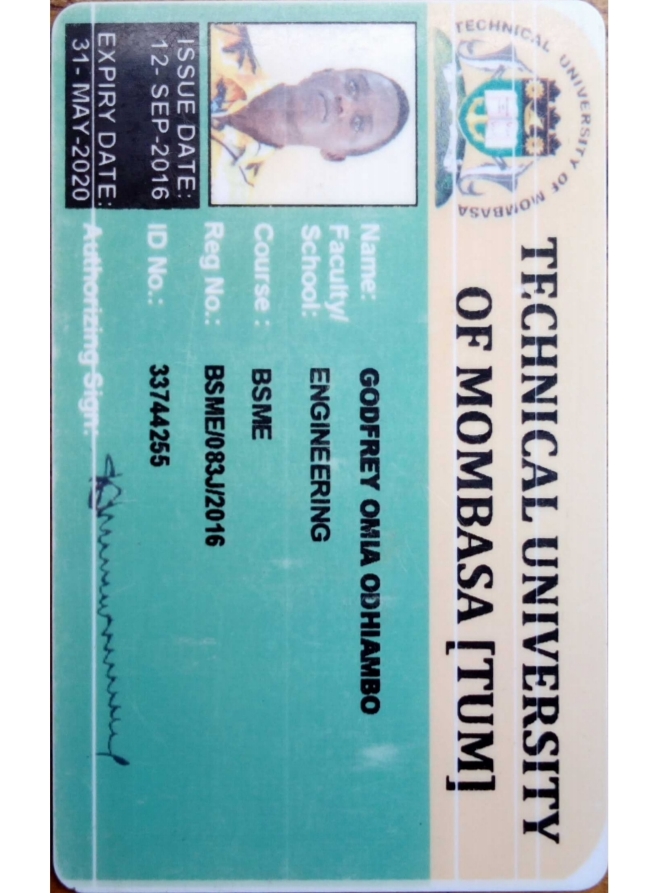 TECHNICAL UNIVERSITY OF MOMBASA
TECHNICAL UNIVERSITY
OF MOMBASA [TUM]
Name: GODFREY OMIA ODHIAMBO
Faculty/
School: ENGINEERING
Course : BSME
Reg No.: BSME/083J/2016
ID No.: 33744255
Authorizing Sign:
ISSUE DATE:
12- SEP-2016
EXPIRY DATE:
31- MAY-2020